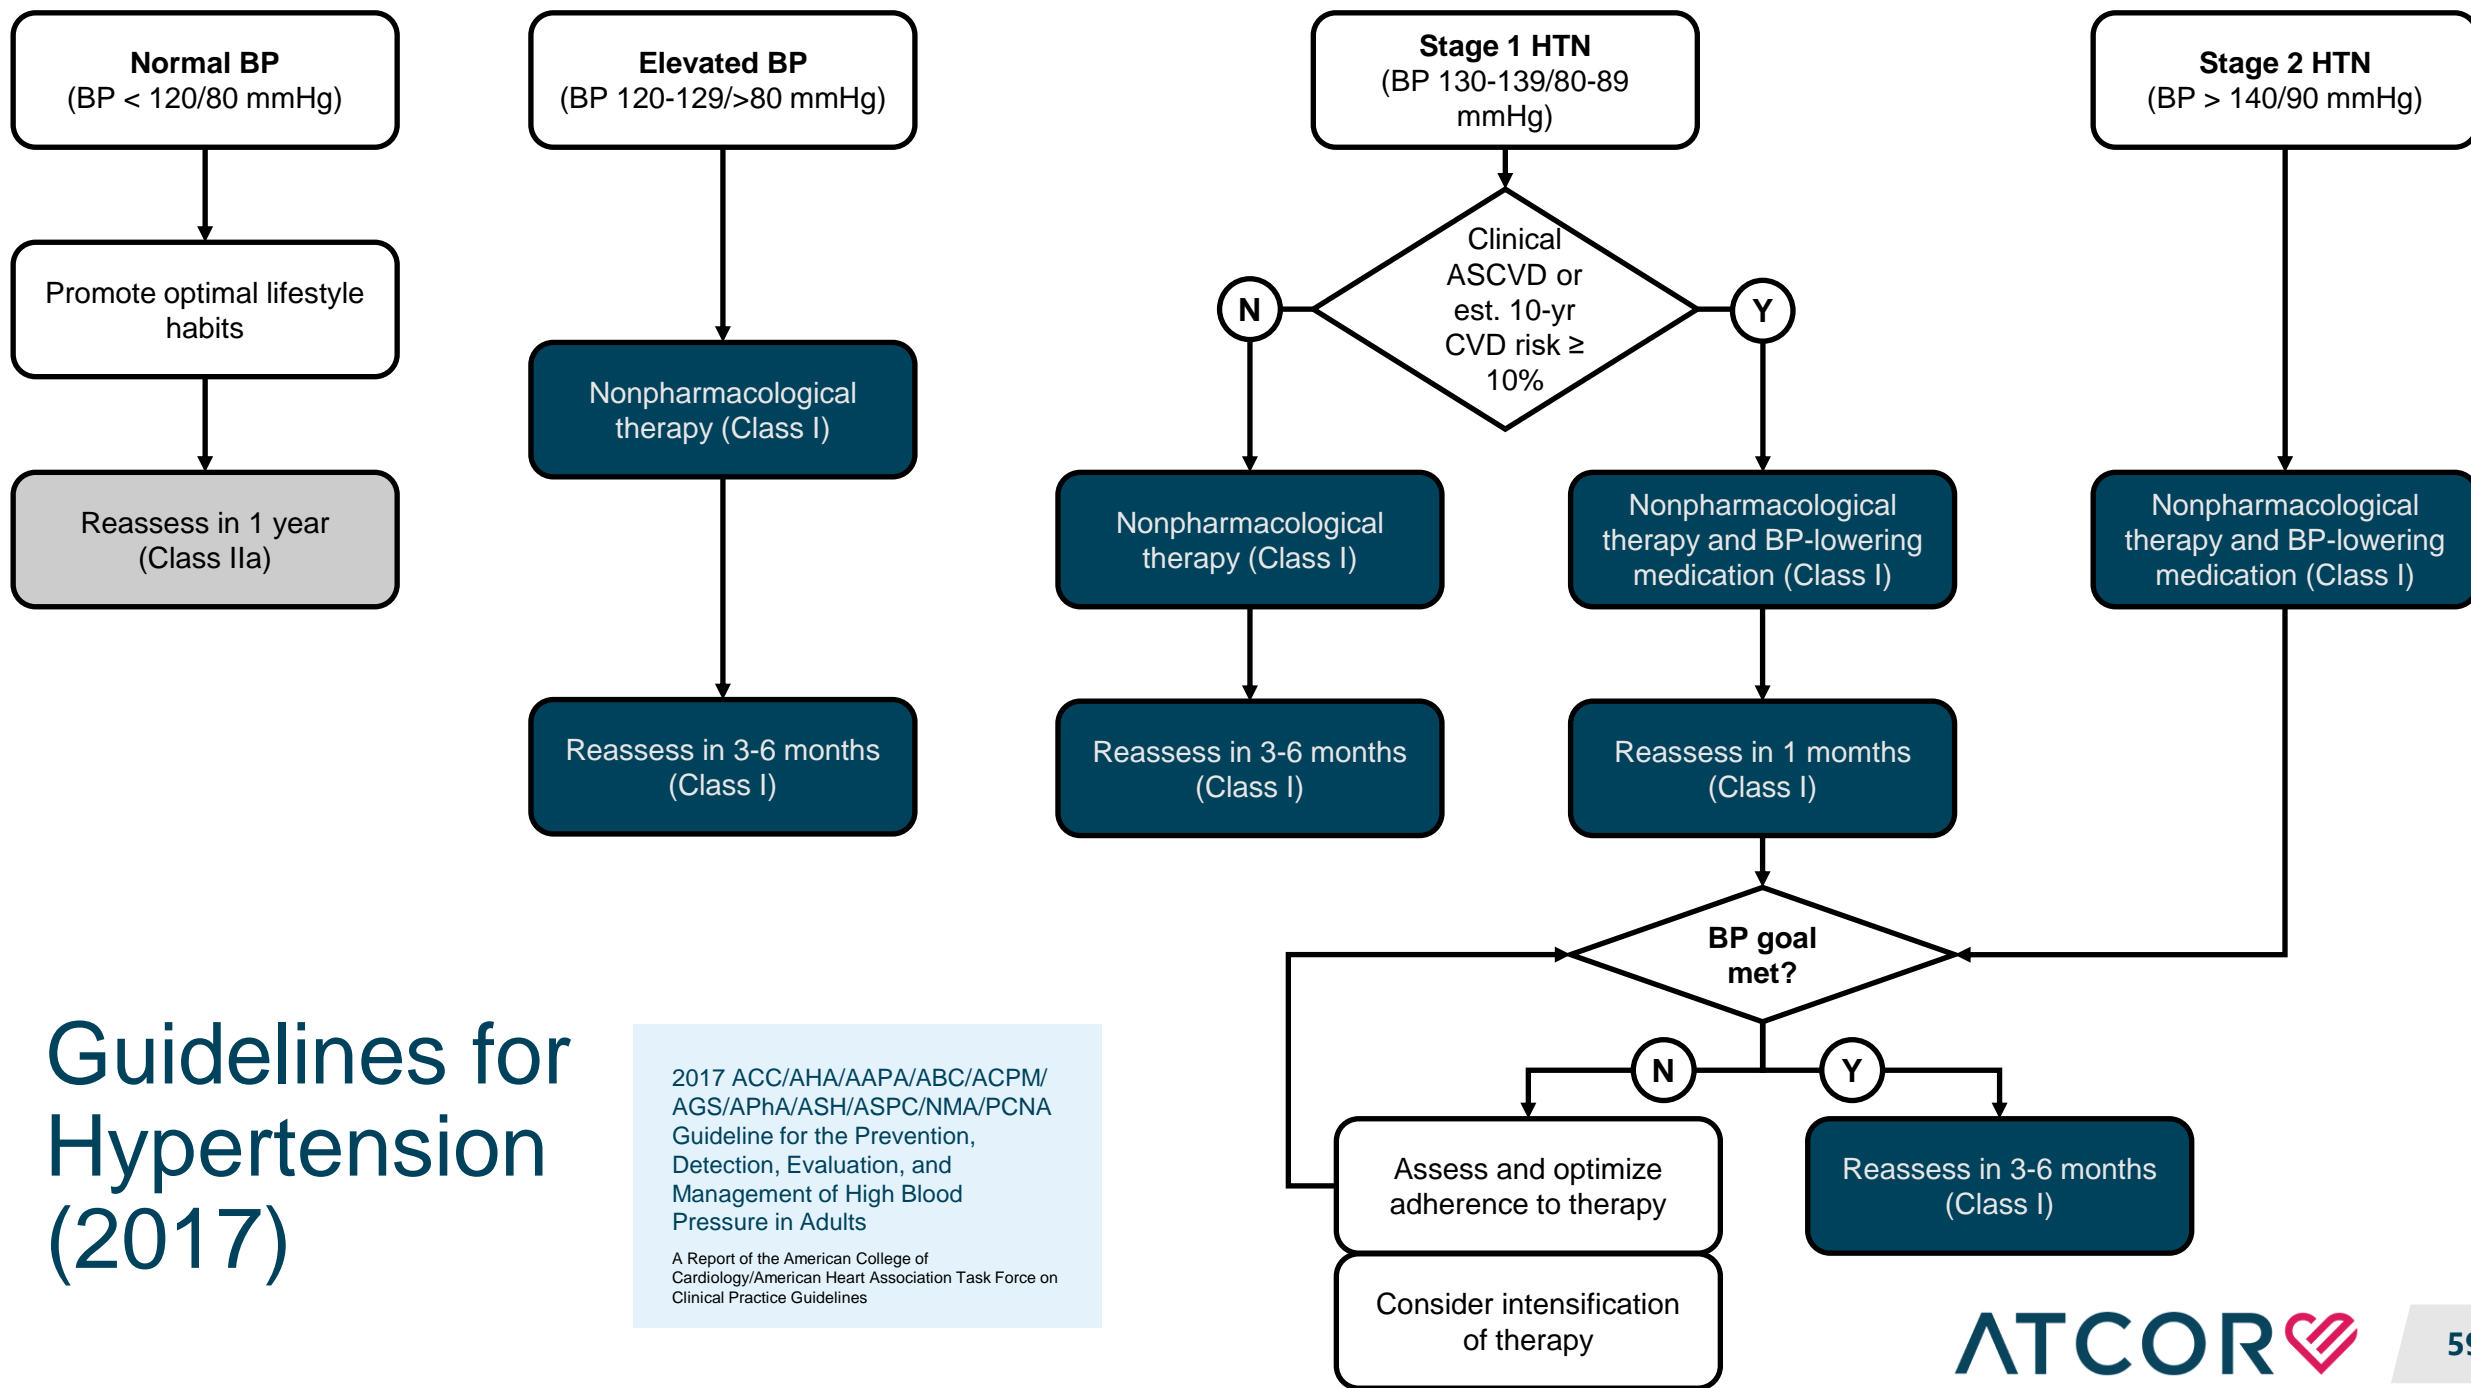 Normal BP
(BP < 120/80 mmHg)
Promote optimal lifestyle
habits
Reassess in 1 year
(Class IIa)
Elevated BP
(BP 120-129/>80 mmHg)
Nonpharmacological
therapy (Class I)
Reassess in 3-6 months
(Class I)
Stage 1 HTN
(BP 130-139/80-89
mmHg)
Clinical
ASCVD or
est. 10-yr
CVD risk ≥
10%
N
Y
Nonpharmacological
therapy (Class I)
Reassess in 3-6 months
(Class I)
Nonpharmacological
therapy and BP-lowering
medication (Class I)
Reassess in 1 momths
(Class I)
Stage 2 HTN
(BP > 140/90 mmHg)
Nonpharmacological
therapy and BP-lowering
medication (Class I)
BP goal
met?
N
Y
Assess and optimize
adherence to therapy
Consider intensification
of therapy
Reassess in 3-6 months
(Class I)
Guidelines for
Hypertension
(2017)
2017 ACC/AHA/AAPA/ABC/ACPM/
AGS/APhA/ASH/ASPC/NMA/PCNA
Guideline for the Prevention,
Detection, Evaluation, and
Management of High Blood
Pressure in Adults
A Report of the American College of
Cardiology/American Heart Association Task Force on
Clinical Practice Guidelines
ATCOR
59